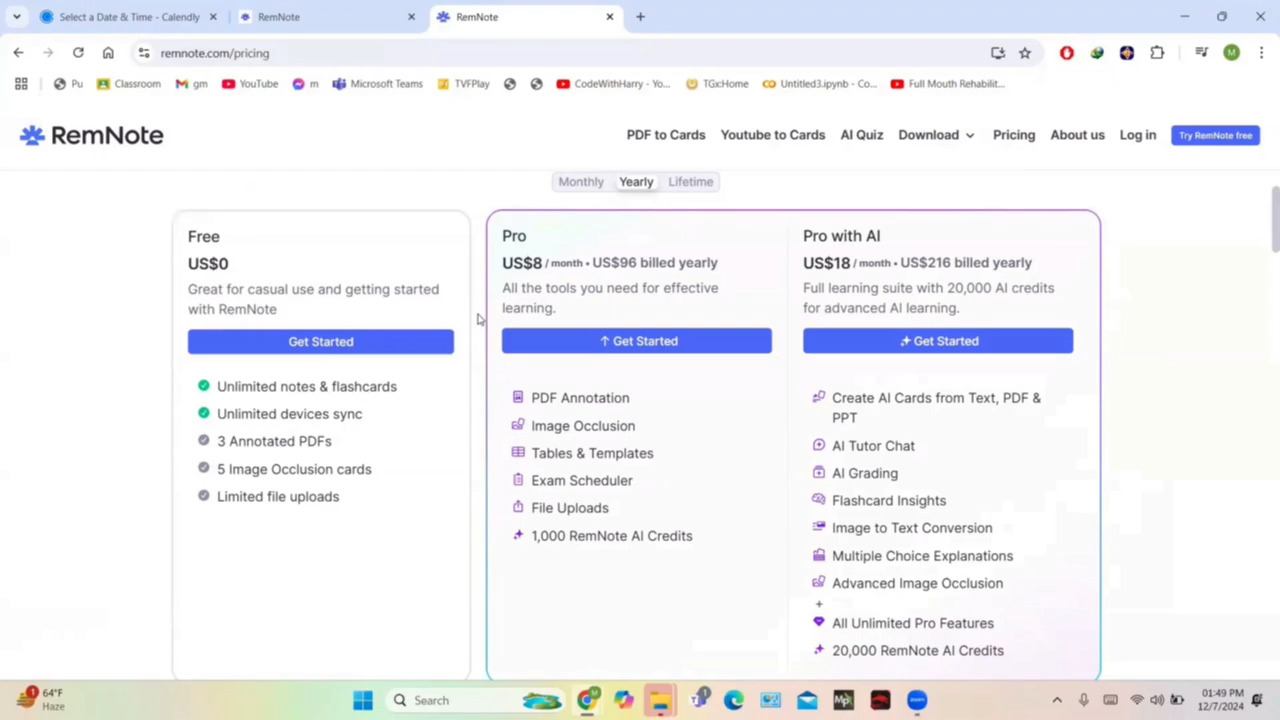 Select a Date & Time - Calendly
RemNote
RemNote
remnote.com/pricing
M
Pu
Classroom
gm
YouTube
m
Microsoft Teams
TVFPlay
CodeWithHarry - Yo...
TGxHome
Untitled3.ipynb - Co...
Full Mouth Rehabilit...
RemNote
PDF to Cards
Youtube to Cards
AI Quiz
Download
Pricing
About us
Log in
Try RemNote free
Monthly
Yearly
Lifetime
Free
US$0
Great for casual use and getting started
with RemNote
Get Started
Unlimited notes & flashcards
Unlimited devices sync
3 Annotated PDFs
5 Image Occlusion cards
Limited file uploads
Pro
US$8 / month • US$96 billed yearly
All the tools you need for effective
learning.
Get Started
PDF Annotation
Image Occlusion
Tables & Templates
Exam Scheduler
File Uploads
1,000 RemNote AI Credits
Pro with AI
US$18 / month • US$216 billed yearly
Full learning suite with 20,000 AI credits
for advanced AI learning.
Get Started
Create AI Cards from Text, PDF &
PPT
AI Tutor Chat
AI Grading
Flashcard Insights
Image to Text Conversion
Multiple Choice Explanations
Advanced Image Occlusion
+
All Unlimited Pro Features
20,000 RemNote AI Credits
1
64°F
Haze
Search
M
1
01:49 PM
12/7/2024